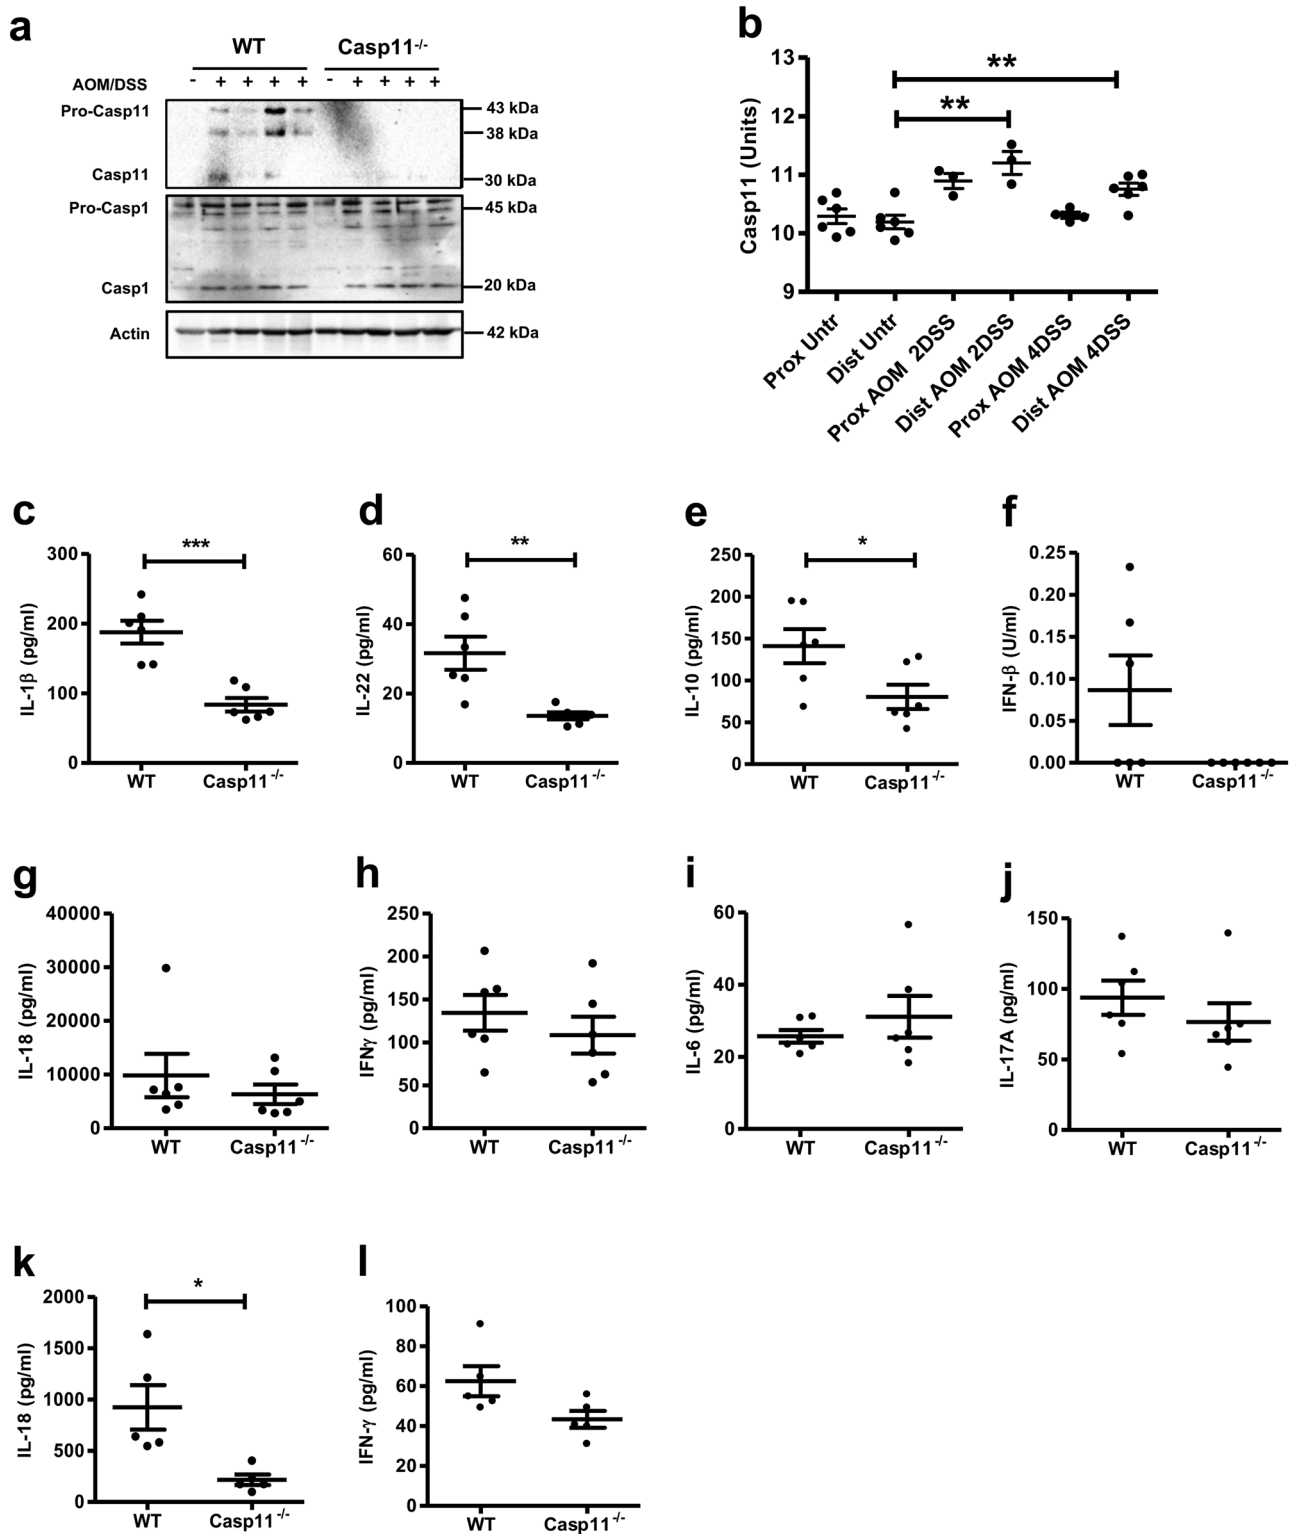 a
WT Casp11-/-
AOM/DSS - + + + + - + + + +
Pro-Casp11 43 kDa
38 kDa
Casp11 30 kDa
Pro-Casp1 45 kDa
Casp1 20 kDa
Actin 42 kDa
b
Casp11 (Units)
13
12
11
10
9
**
**
Prox Untr
Dist Untr
Prox AOM 2DSS
Dist AOM 2DSS
Prox AOM 4DSS
Dist AOM 4DSS
c
IL-1β (pg/ml)
300
200
100
0
***
WT Casp11 -/-
d
IL-22 (pg/ml)
60
40
20
0
**
WT Casp11 -/-
e
IL-10 (pg/ml)
250
200
150
100
50
0
*
WT Casp11 -/-
f
IFN-β (U/ml)
0.25
0.20
0.15
0.10
0.05
0.00
WT Casp11 -/-
g
IL-18 (pg/ml)
40000
30000
20000
10000
0
WT Casp11 -/-
h
IFNγ (pg/ml)
250
200
150
100
50
0
WT Casp11 -/-
i
IL-6 (pg/ml)
60
40
20
0
WT Casp11 -/-
j
IL-17A (pg/ml)
150
100
50
0
WT Casp11 -/-
k
IL-18 (pg/ml)
2000
1500
1000
500
0
*
WT Casp11 -/-
l
IFN-γ (pg/ml)
100
80
60
40
20
0
WT Casp11 -/-